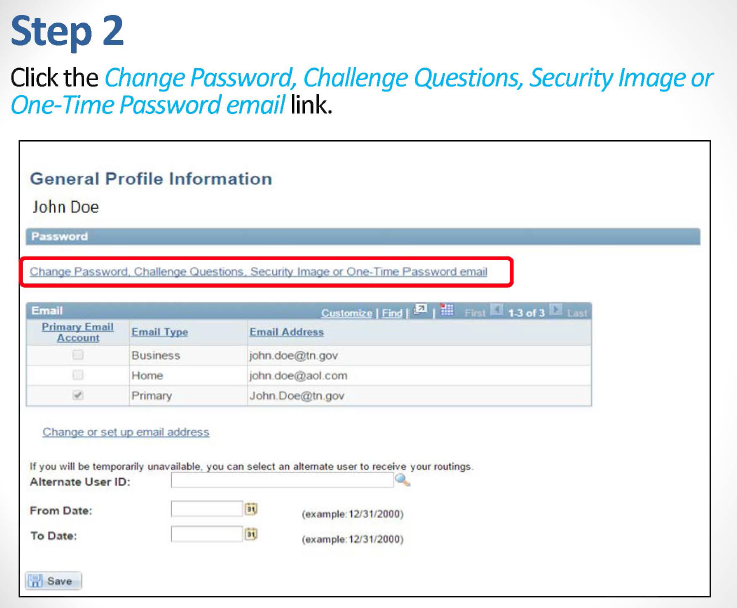 Step 2
Click the Change Password, Challenge Questions, Security Image or
One-Time Password email link.
General Profile Information
John Doe
Password
Change Password, Challenge Questions, Security Image or One-Time Password email
Email Customize | Find | | First 1-3 of 3 Last
Primary Email Account Email Type Email Address
Business john.doe@tn.gov
Home john.doe@aol.com
Primary John.Doe@tn.gov
Change or set up email address
If you will be temporarily unavailable, you can select an alternate user to receive your routings.
Alternate User ID:
From Date: 31 (example:12/31/2000)
To Date: 31 (example:12/31/2000)
Save